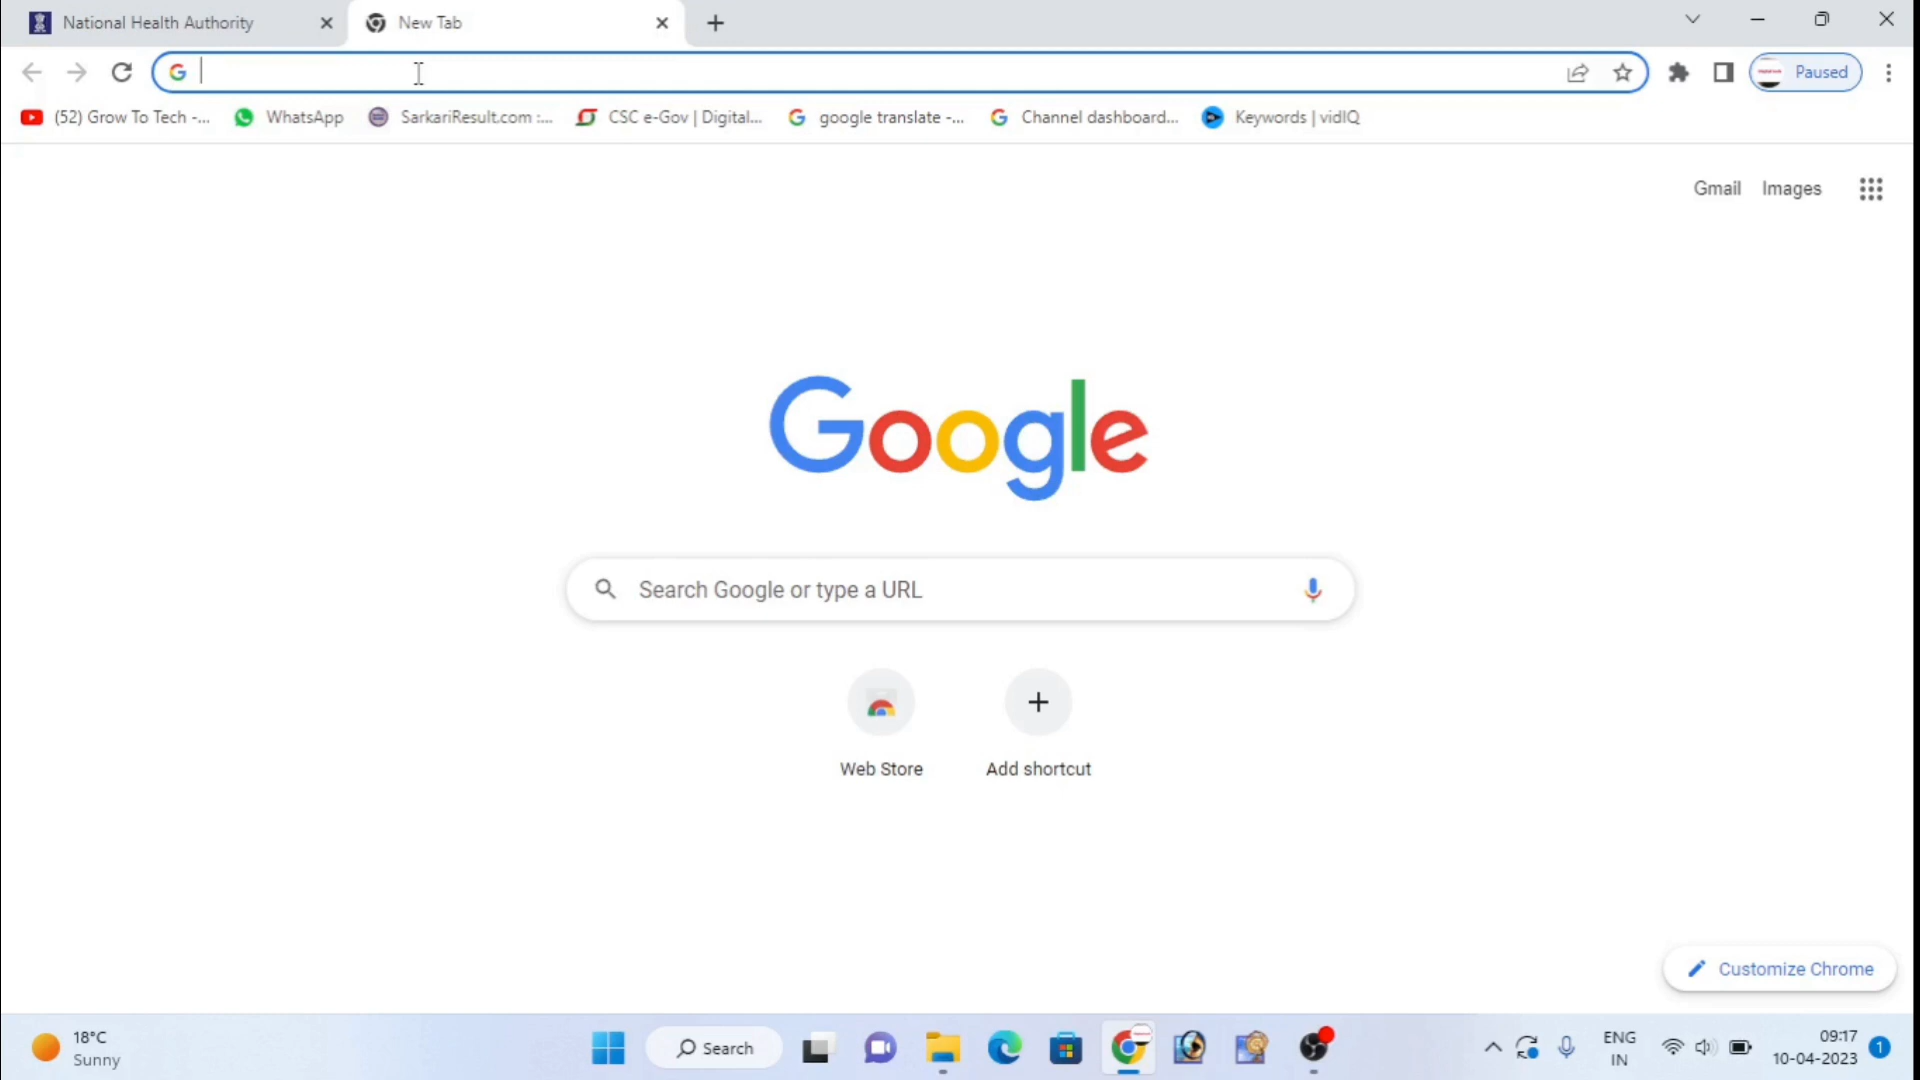 National Health Authority
New Tab
Paused
(52) Grow To Tech -...
WhatsApp
SarkariResult.com :...
CSC e-Gov | Digital...
google translate -...
Channel dashboard...
Keywords | vidIQ
Gmail
Images
Google
Search Google or type a URL
Web Store
Add shortcut
Customize Chrome
18°C
Sunny
Search
ENG
IN
09:17
10-04-2023
1